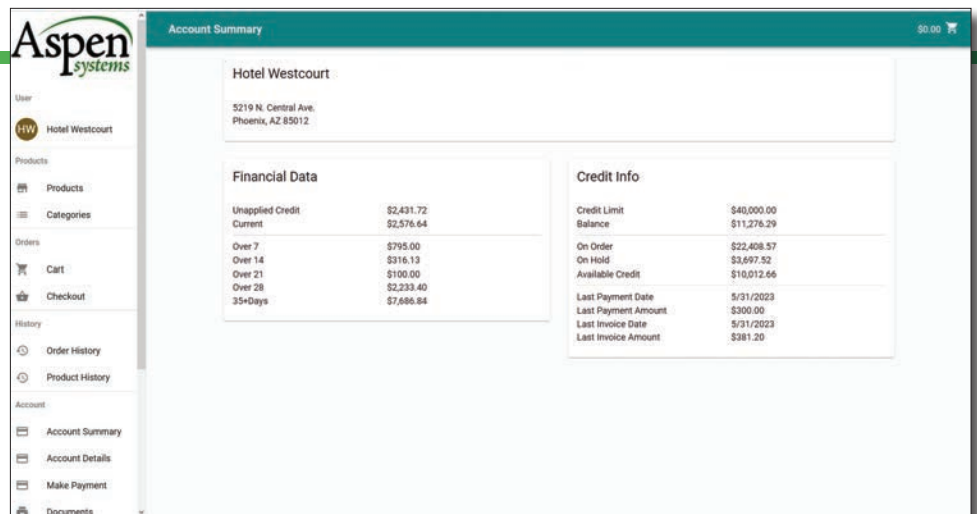 Aspen
systems
User
HW Hotel Westcourt
Products
Products
Categories
Orders
Cart
Checkout
History
Order History
Product History
Account
Account Summary
Account Details
Make Payment
Documents
Account Summary $0.00
Hotel Westcourt
5219 N. Central Ave.
Phoenix, AZ 85012
Financial Data
Unapplied Credit $2,431.72
Current $2,576.64
Over 7 $795.00
Over 14 $316.13
Over 21 $100.00
Over 28 $2,233.40
35+Days $7,686.84
Credit Info
Credit Limit $40,000.00
Balance $11,276.29
On Order $22,408.57
On Hold $3,697.52
Available Credit $10,012.66
Last Payment Date 5/31/2023
Last Payment Amount $300.00
Last Invoice Date 5/31/2023
Last Invoice Amount $381.20